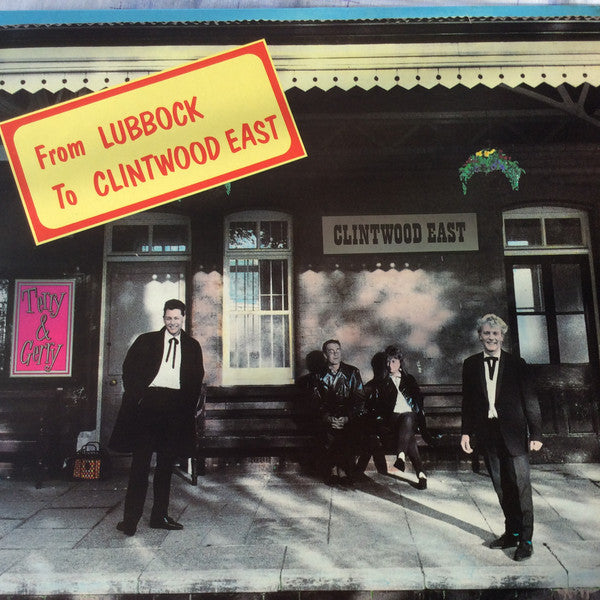 From LUBBOCK
To CLINTWOOD EAST
CLINTWOOD EAST
Terry
&
Gerry